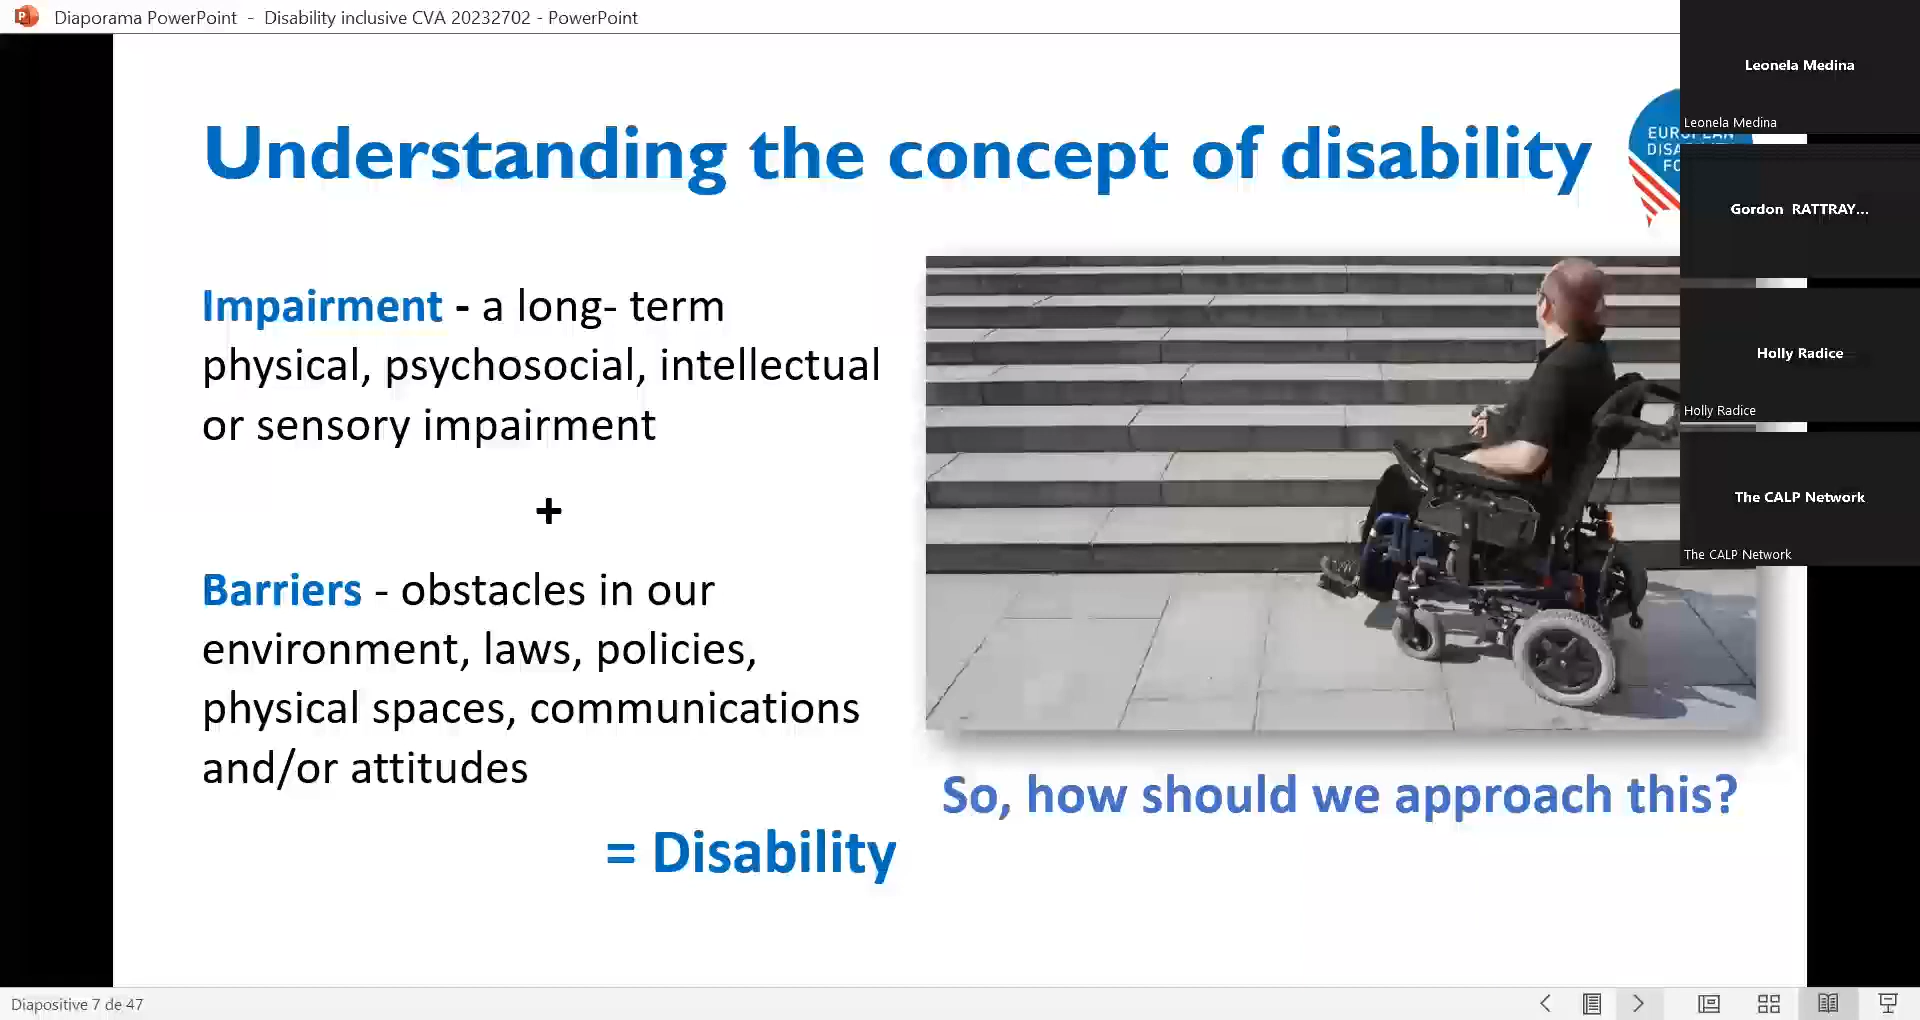 Diaporama PowerPoint - Disability inclusive CVA 20232702 - PowerPoint
Understanding the concept of disability
EUROPEAN
Impairment - a long- term
physical, psychosocial, intellectual
or sensory impairment
+
Barriers - obstacles in our
environment, laws, policies,
physical spaces, communications
and/or attitudes
= Disability
So, how should we approach this?
Leonela Medina
Leonela Medina
Gordon RATTRAY...
Holly Radice
Holly Radice
The CALP Network
The CALP Network
Diapositive 7 de 47